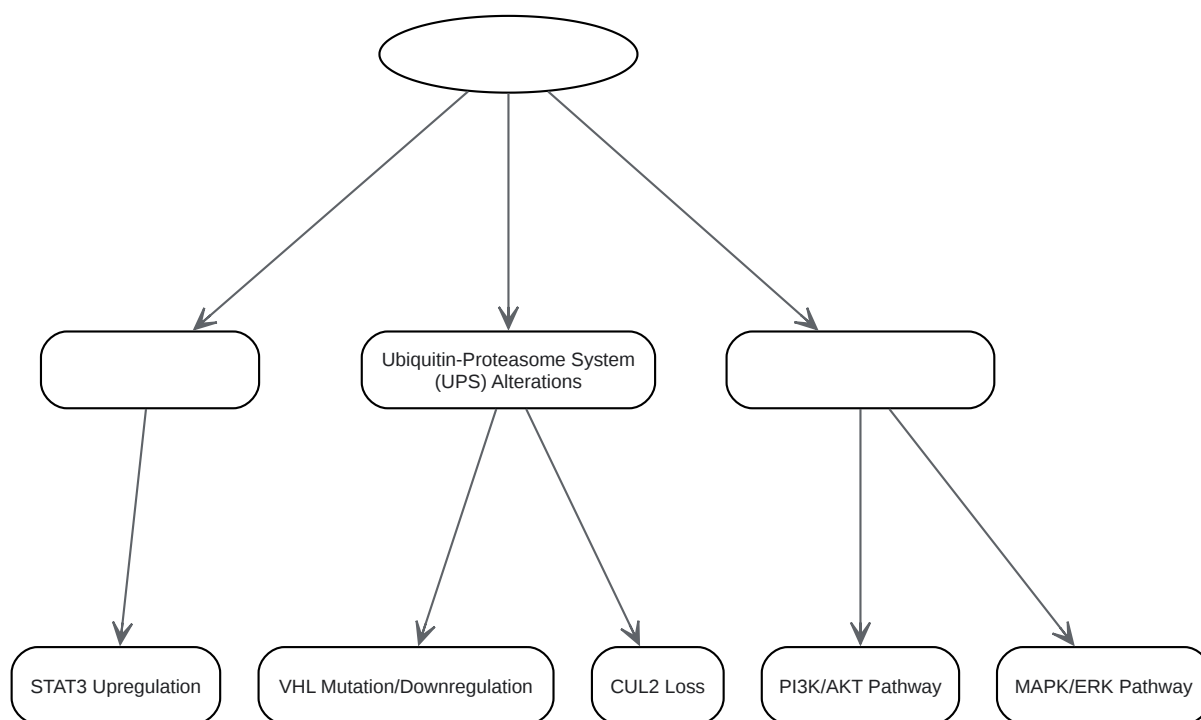 Ubiquitin-Proteasome System
(UPS) Alterations
STAT3 Upregulation
VHL Mutation/Downregulation
CUL2 Loss
PI3K/AKT Pathway
MAPK/ERK Pathway